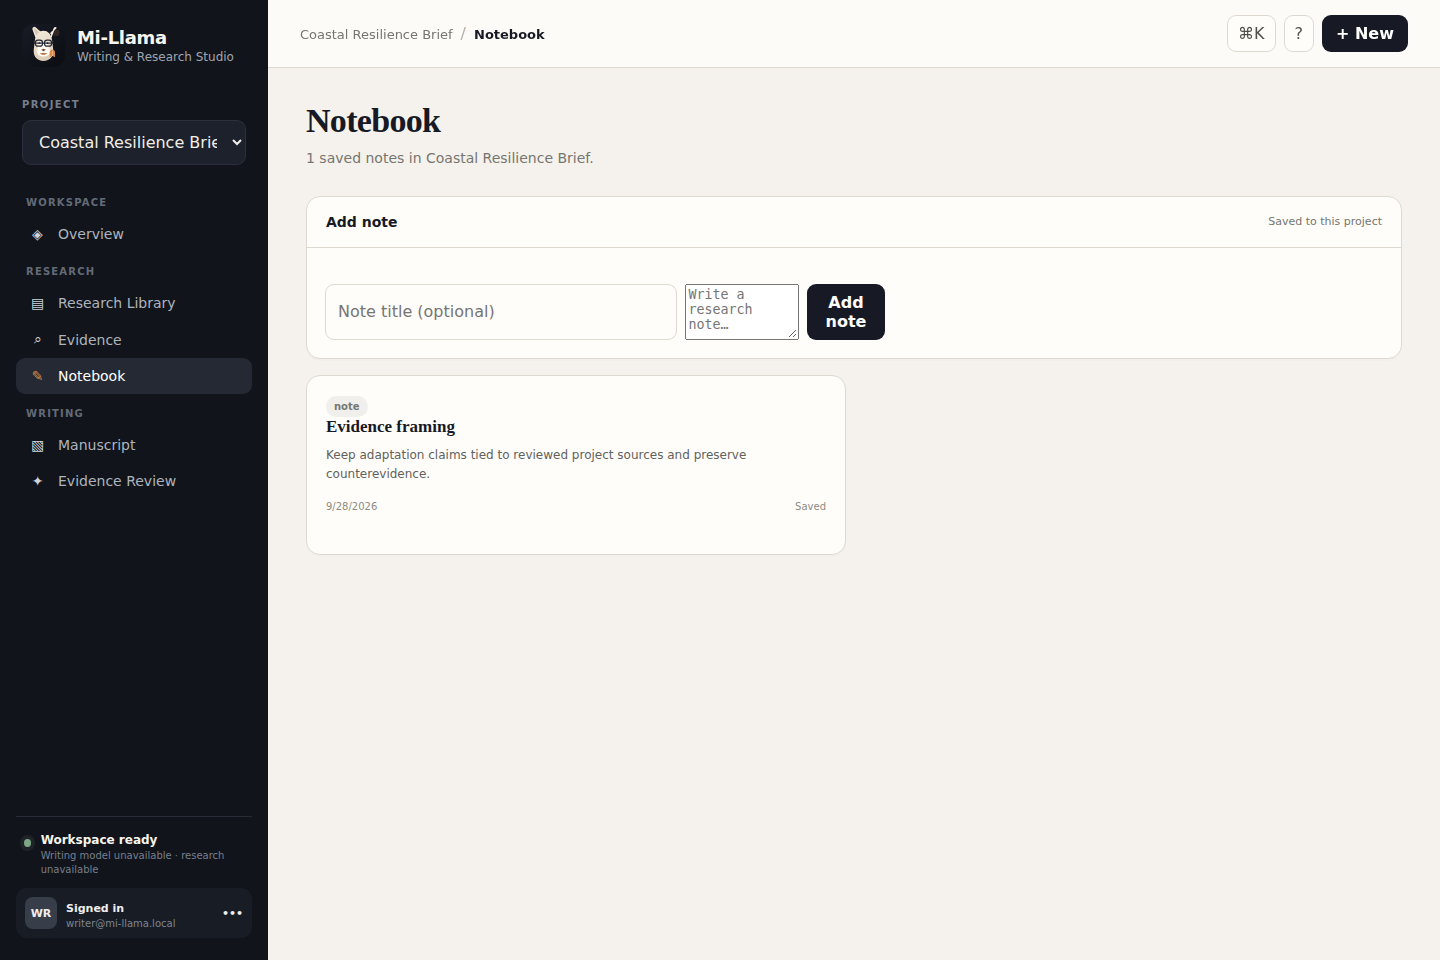 Mi-Llama
Writing & Research Studio
PROJECT
Coastal Resilience Brie
WORKSPACE
Overview
RESEARCH
Research Library
Evidence
Notebook
WRITING
Manuscript
Evidence Review
Workspace ready
Writing model unavailable · research
unavailable
WR
Signed in
writer@mi-llama.local
•••
Coastal Resilience Brief / Notebook
⌘K
?
+ New
Notebook
1 saved notes in Coastal Resilience Brief.
Add note
Saved to this project
Note title (optional)
Write a
research
note…
Add
note
note
Evidence framing
Keep adaptation claims tied to reviewed project sources and preserve
counterevidence.
9/28/2026
Saved